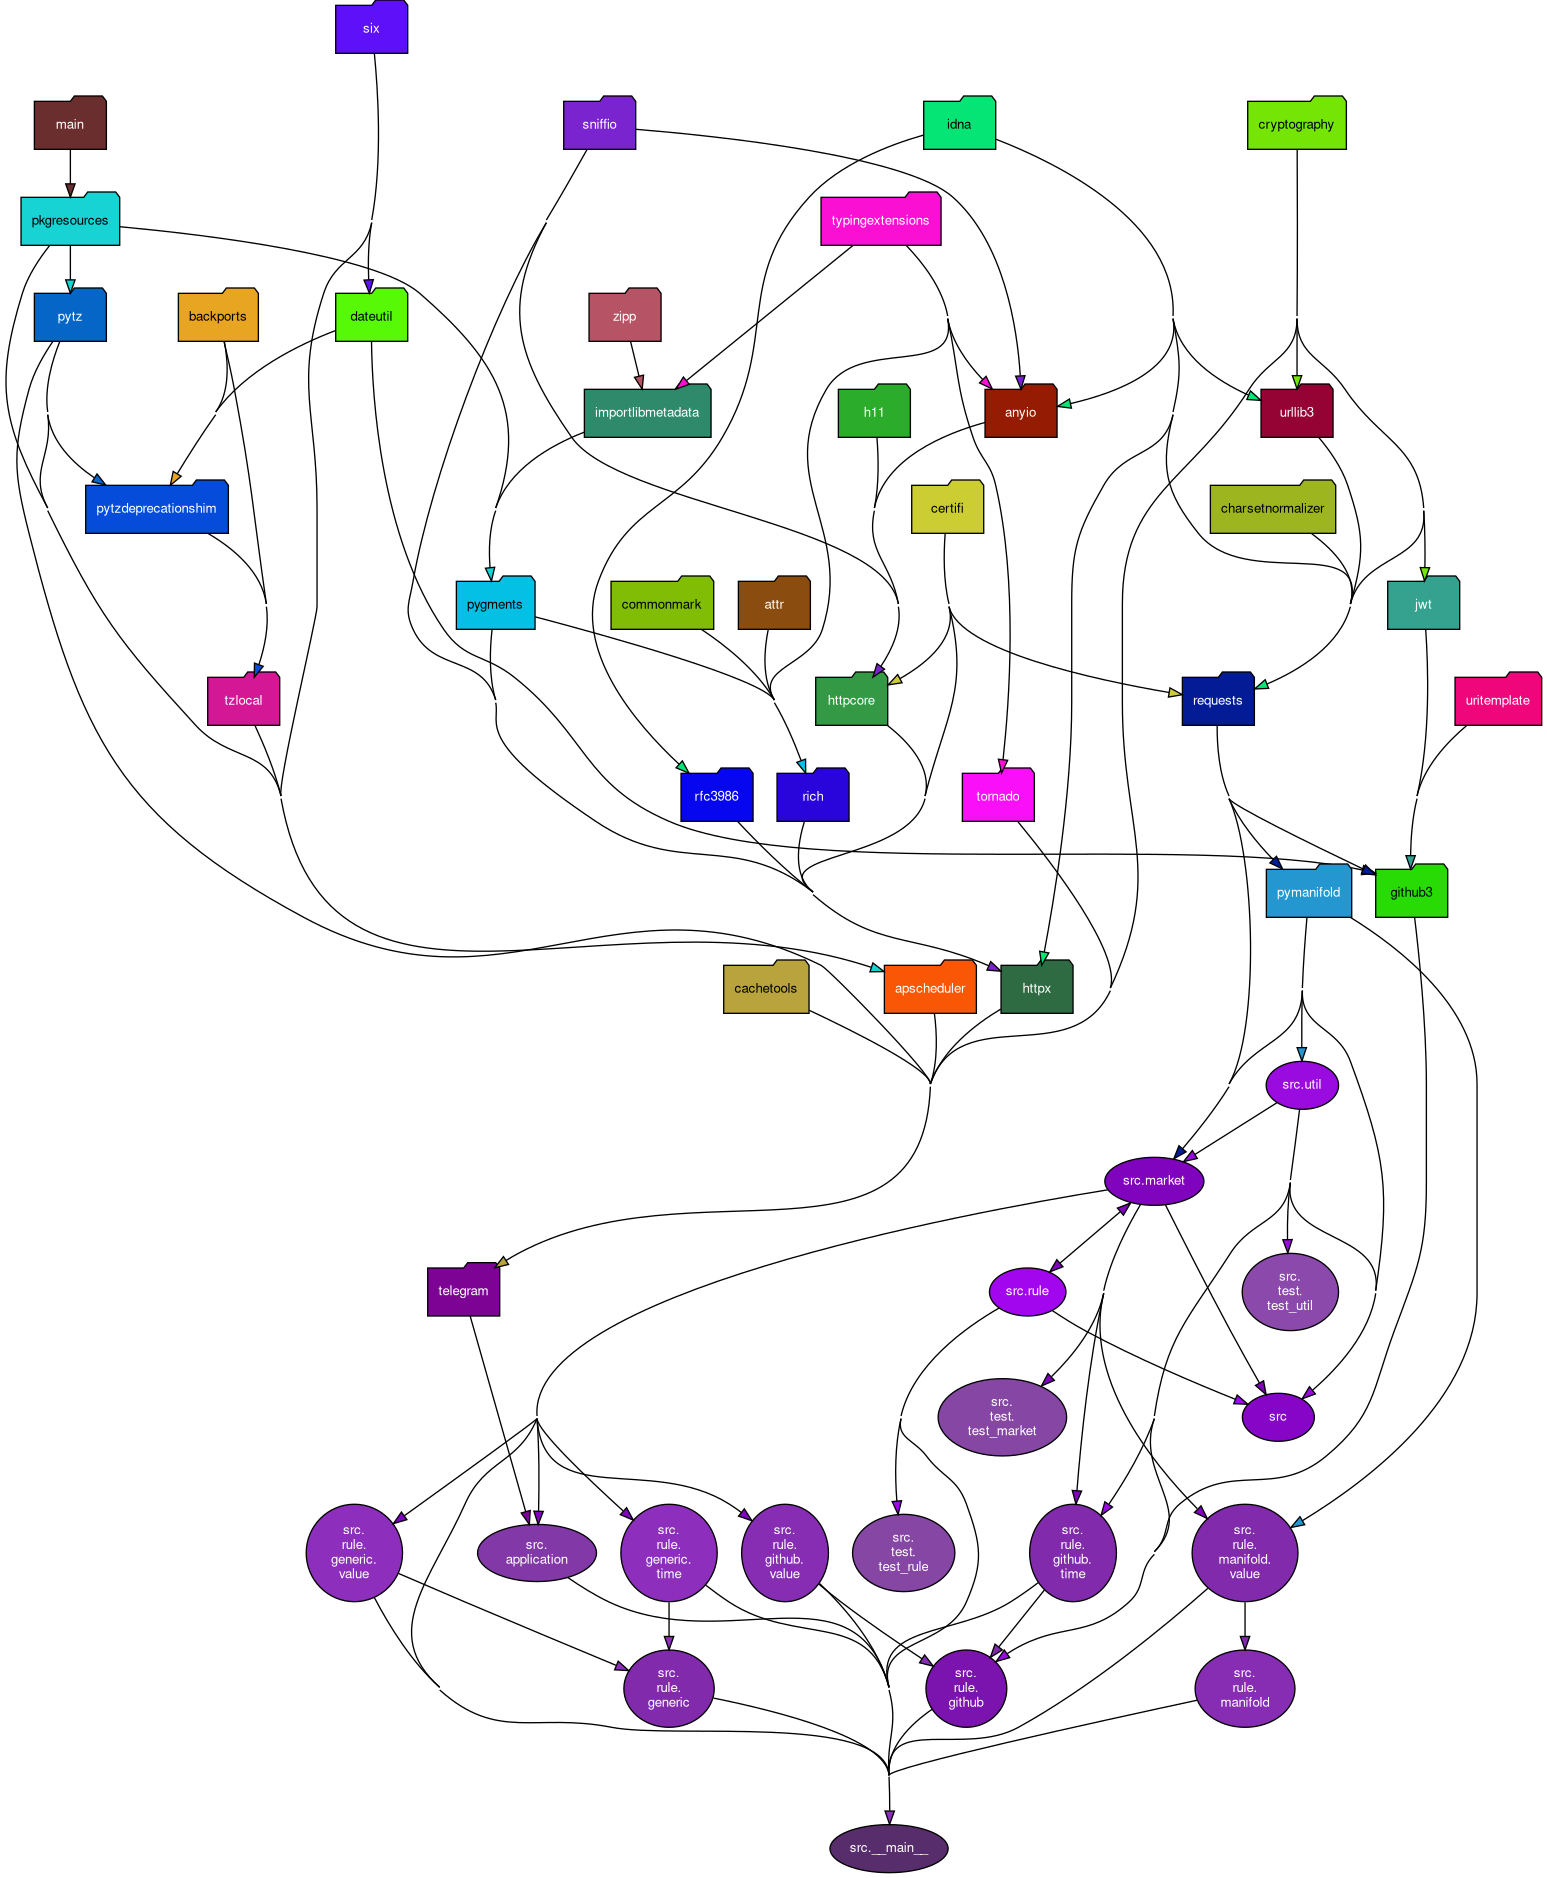 six
main
sniffio
idna
cryptography
pkgresources
typingextensions
pytz
backports
dateutil
zipp
importlibmetadata
h11
anyio
urllib3
pytzdeprecationshim
certifi
charsetnormalizer
pygments
commonmark
attr
jwt
tzlocal
httpcore
requests
uritemplate
rfc3986
rich
tornado
pymanifold
github3
cachetools
apscheduler
httpx
src.util
src.market
telegram
src.rule
src.
test.
test_util
src.
test.
test_market
src
src.
rule.
generic.
value
src.
application
src.
rule.
generic.
time
src.
rule.
github.
value
src.
test.
test_rule
src.
rule.
github.
time
src.
rule.
manifold.
value
src.
rule.
generic
src.
rule.
github
src.
rule.
manifold
src.__main__